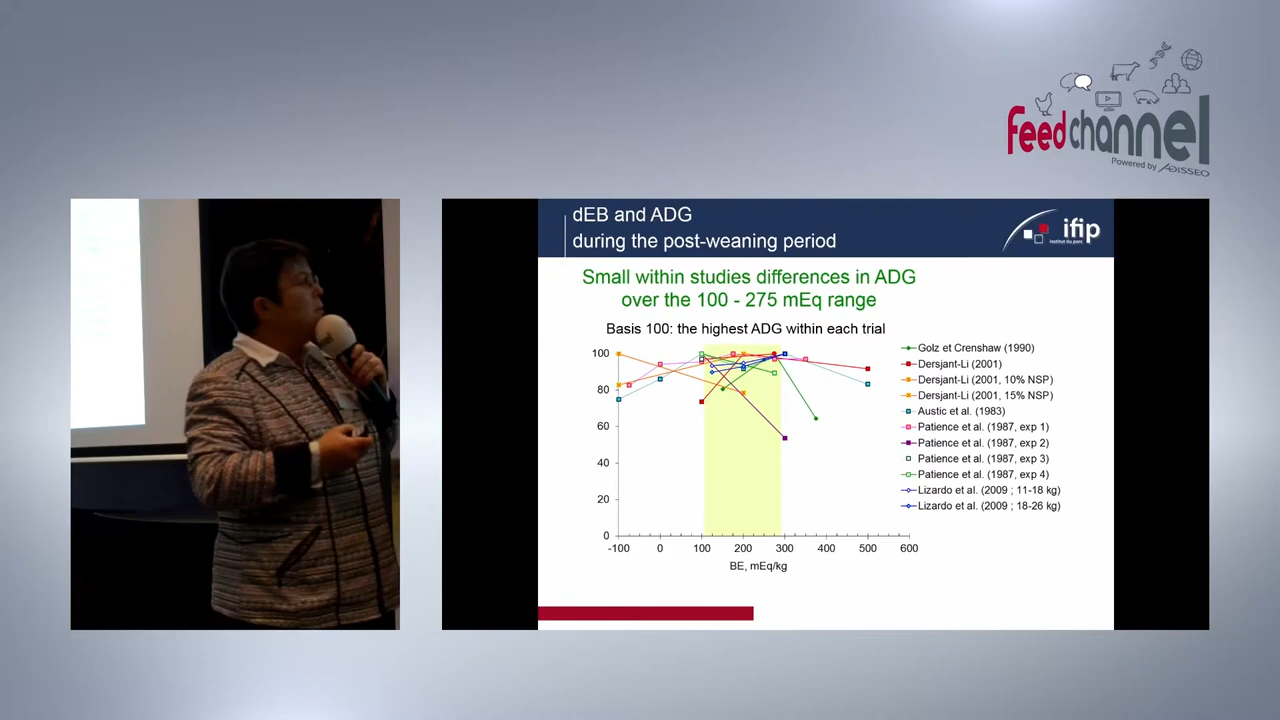 feedchannel
Powered by ADISSEO
dEB and ADG
during the post-weaning period
ifip
institut du porc
Small within studies differences in ADG
over the 100 - 275 mEq range
Basis 100: the highest ADG within each trial
100
80
60
40
20
0
-100 0 100 200 300 400 500 600
BE, mEq/kg
Golz et Crenshaw (1990)
Dersjant-Li (2001)
Dersjant-Li (2001, 10% NSP)
Dersjant-Li (2001, 15% NSP)
Austic et al. (1983)
Patience et al. (1987, exp 1)
Patience et al. (1987, exp 2)
Patience et al. (1987, exp 3)
Patience et al. (1987, exp 4)
Lizardo et al. (2009 ; 11-18 kg)
Lizardo et al. (2009 ; 18-26 kg)